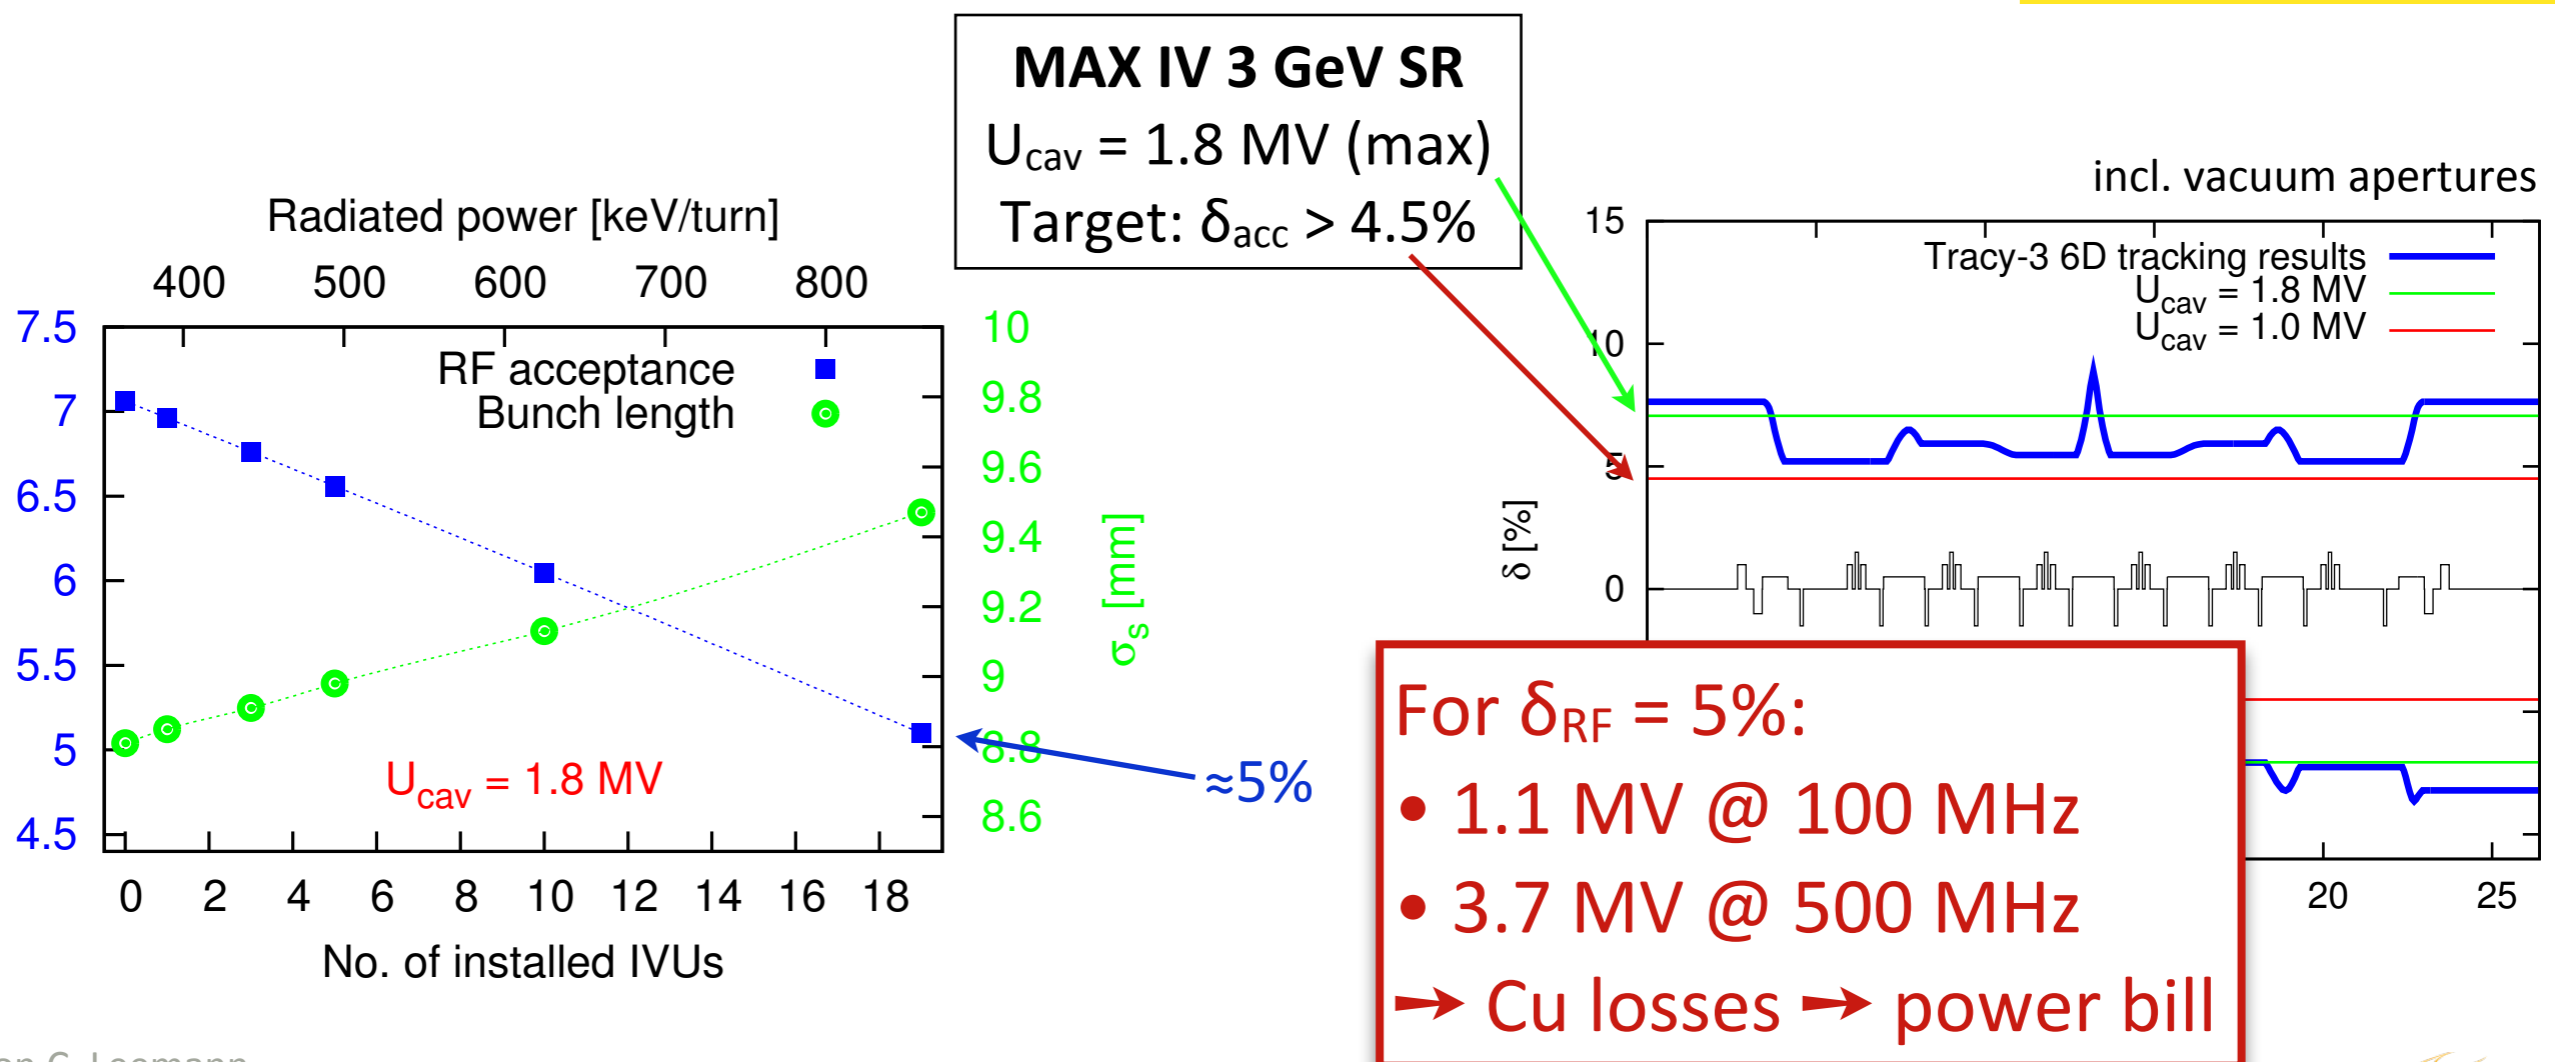 MAX IV 3 GeV SR
Ucav = 1.8 MV (max)
Target: δacc > 4.5%
Radiated power [keV/turn]
400 500 600 700 800
7.5
7
6.5
6
5.5
5
4.5
RF acceptance
Bunch length
Ucav = 1.8 MV
10
9.8
9.6
9.4
9.2
9
8.8
8.6
σs [mm]
≈5%
0 2 4 6 8 10 12 14 16 18
No. of installed IVUs
incl. vacuum apertures
15
10
5
0
δ [%]
Tracy-3 6D tracking results
Ucav = 1.8 MV
Ucav = 1.0 MV
20 25
For δRF = 5%:
• 1.1 MV @ 100 MHz
• 3.7 MV @ 500 MHz
➙ Cu losses ➙ power bill